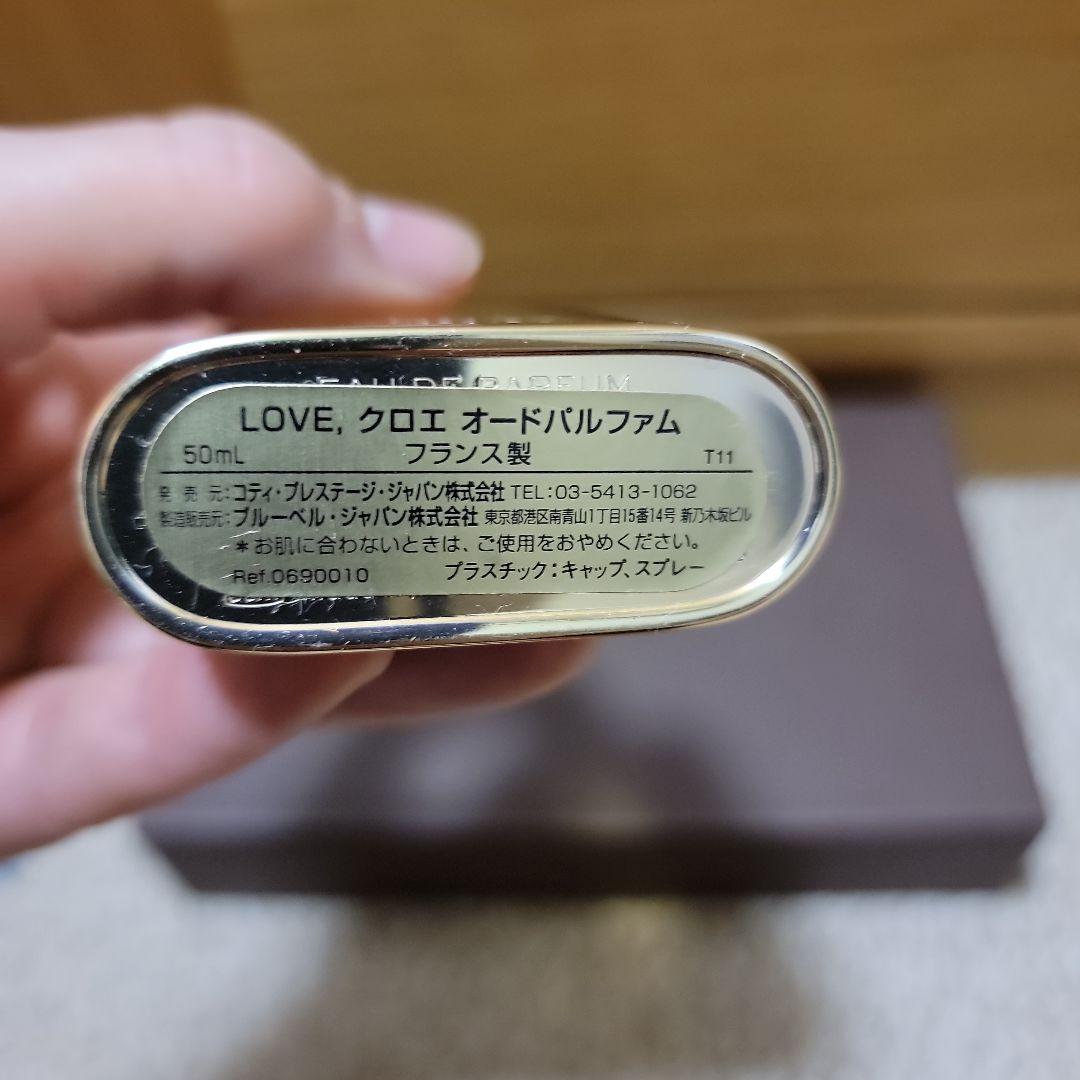 EAU DE PARFUM
LOVE, クロエ オードパルファム
50mL フランス製 T11
発売元：コティ・プレステージ・ジャパン株式会社 TEL：03-5413-1062
製造販売元：ブルーベル・ジャパン株式会社 東京都港区南青山1丁目15番14号 新乃木坂ビル
＊お肌に合わないときは、ご使用をおやめください。
Ref.0690010 プラスチック：キャップ、スプレー